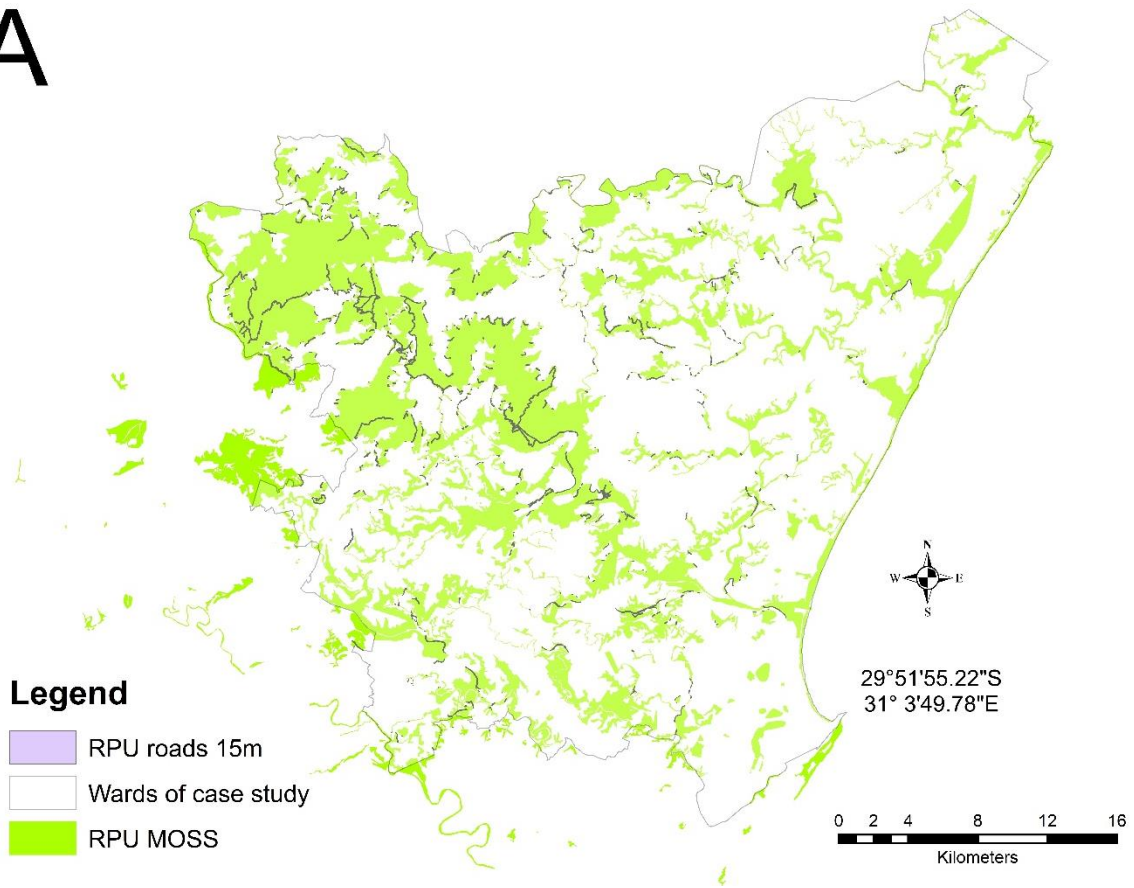 A
N
W E
S
29°51'55.22"S
31° 3'49.78"E
Legend
RPU roads 15m
Wards of case study
RPU MOSS
0 2 4 8 12 16
Kilometers